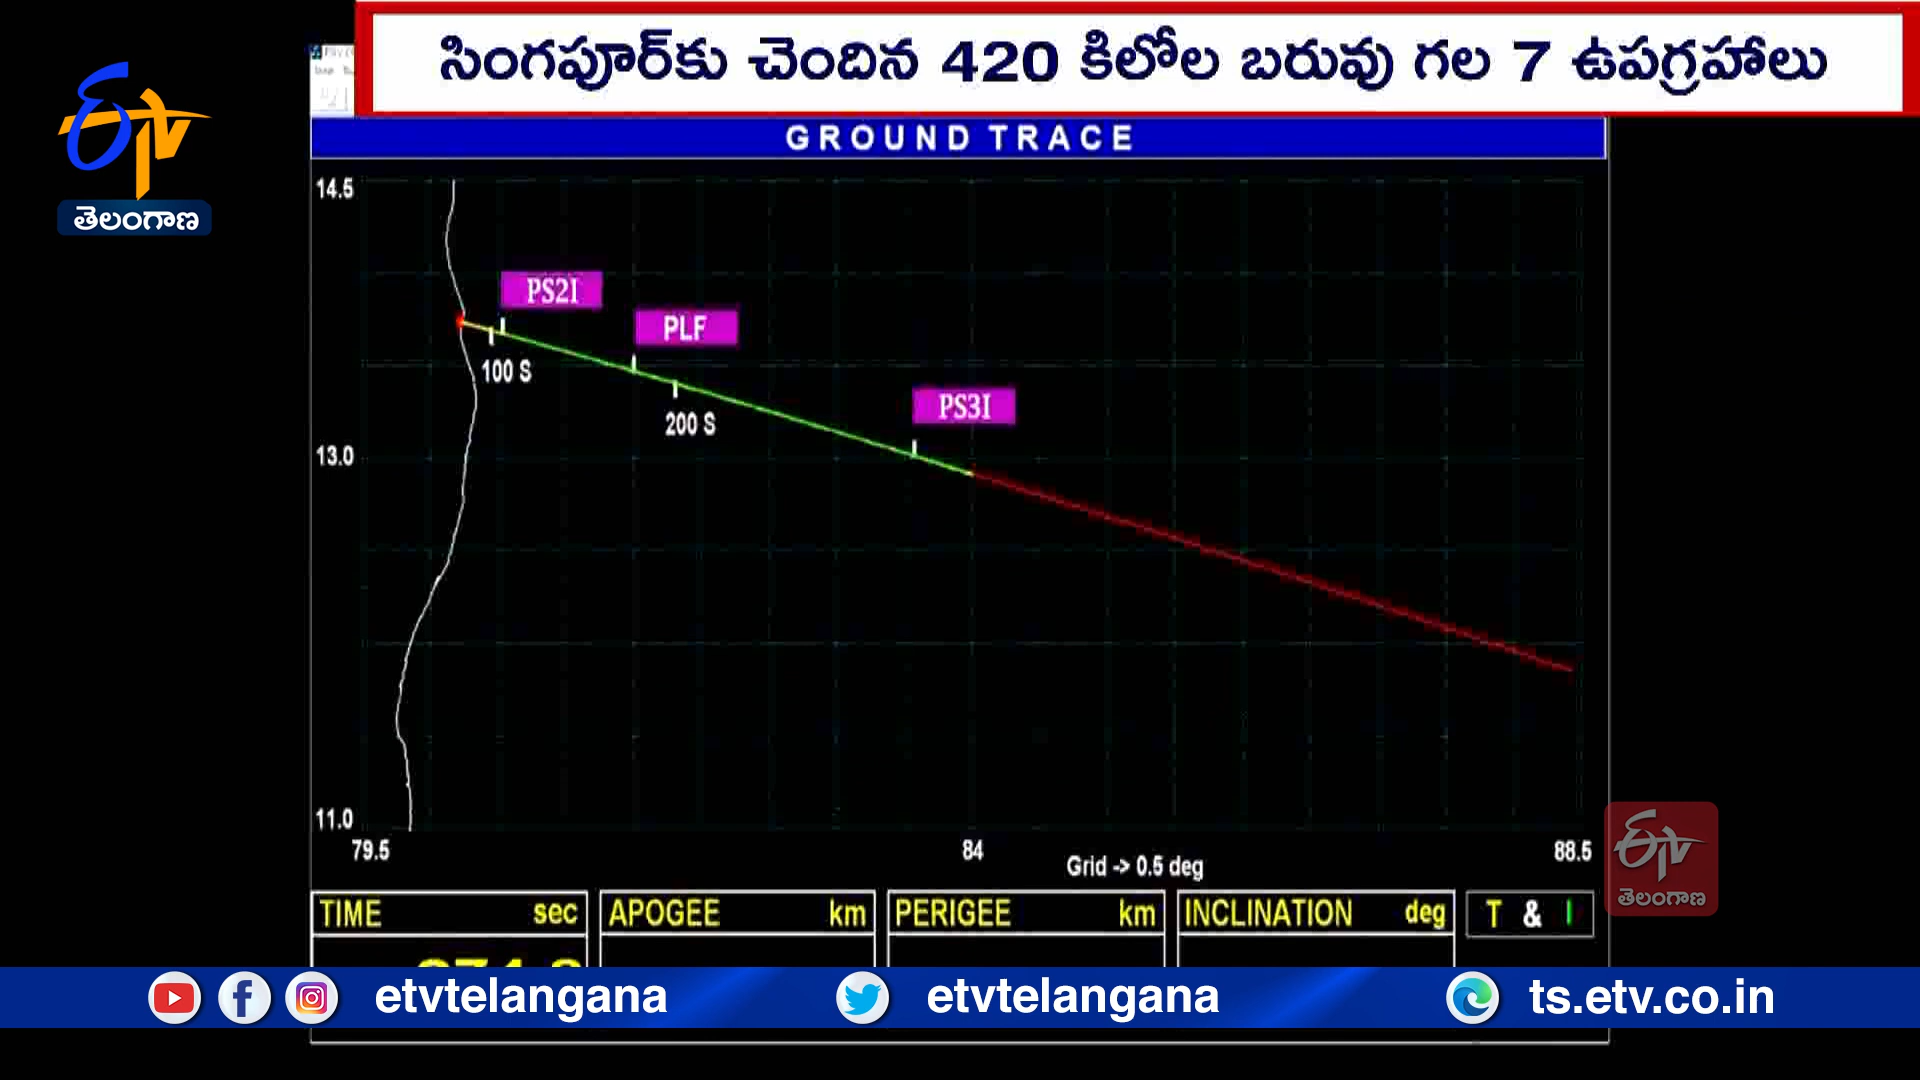 సింగపూర్‌కు చెందిన 420 కిలోల బరువు గల 7 ఉపగ్రహాలు
ETV
తెలంగాణ
GROUND TRACE
14.5
PS2I
PLF
100 S
PS3I
200 S
13.0
11.0
79.5
84
88.5
Grid -> 0.5 deg
ETV
తెలంగాణ
TIME sec
APOGEE km
PERIGEE km
INCLINATION deg
T & I
etvtelangana
etvtelangana
ts.etv.co.in